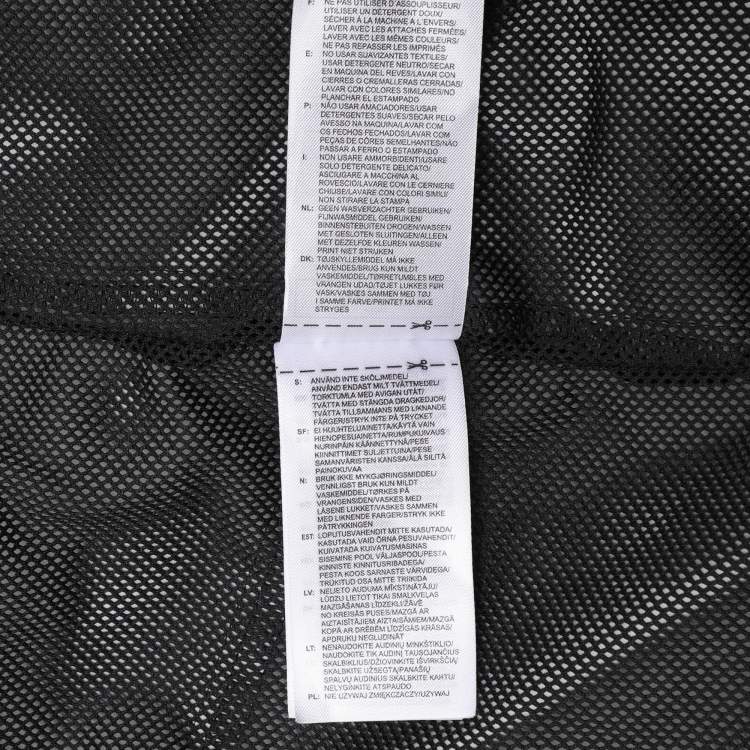 F: NE PAS UTILISER D'ASSOUPLISSEUR/
UTILISER UN DÉTERGENT DOUX/
SÉCHER À LA MACHINE A L'ENVERS/
LAVER AVEC LES ATTACHES FERMÉES/
LAVER AVEC LES MÊMES COULEURS/
NE PAS REPASSER LES IMPRIMÉS
E: NO USAR SUAVIZANTES TEXTILES/
USAR DETERGENTE NEUTRO/SECAR
EN MAQUINA DEL REVES/LAVAR CON
CIERRES O CREMALLERAS CERRADAS/
LAVAR CON COLORES SIMILARES/NO
PLANCHAR EL ESTAMPADO
P: NÃO USAR AMACIADORES/USAR
DETERGENTES SUAVES/SECAR PELO
AVESSO NA MAQUINA/LAVAR COM
OS FECHOS FECHADOS/LAVAR COM
PEÇAS DE CÔRES SEMELHANTES/NÃO
PASSAR A FERRO O ESTAMPADO
I: NON USARE AMMORBIDENTI/USARE
SOLO DETERGENTE DELICATO/
ASCIUGARE A MACCHINA AL
ROVESCIO/LAVARE CON LE CERNIERE
CHIUSE/LAVARE CON COLORI SIMILI/
NON STIRARE LA STAMPA
NL: GEEN WASVERZACHTER GEBRUIKEN/
FIJNWASMIDDEL GEBRUIKEN/
BINNENSTEBUITEN DROGEN/WASSEN
MET GESLOTEN SLUITINGEN/ALLEEN
MET DEZELFDE KLEUREN WASSEN/
PRINT NIET STRIJKEN
DK: TØJSKYLLEMIDDEL MÅ IKKE
ANVENDES/BRUG KUN MILDT
VASKEMIDDEL/TØRRETUMBLES MED
VRANGEN UDAD/TØJET LUKKES FØR
VASK/VASKES SAMMEN MED TØJ
I SAMME FARVE/PRINTET MÅ IKKE
STRYGES
S: ANVÄND INTE SKÖLJMEDEL/
ANVÄND ENDAST MILT TVÄTTMEDEL/
TORKTUMLA MED AVIGAN UTÅT/
TVÄTTA MED STÄNGDA DRAGKEDJOR/
TVÄTTA TILLSAMMANS MED LIKNANDE
FÄRGER/STRYK INTE PÅ TRYCKET
SF: EI HUUHTELUAINETTA/KÄYTÄ VAIN
HIENOPESUAINETTA/RUMPUKUIVAUS
NURINPÄIN KÄÄNNETTYNÄ/PESE
KIINNITTIMET SULJETTUINA/PESE
SAMANVÄRISTEN KANSSA/ÄLÄ SILITÄ
PAINOKUVAA
N: BRUK IKKE MYKGJØRINGSMIDDEL/
VENNLIGST BRUK KUN MILDT
VASKEMIDDEL/TØRKES PÅ
VRANGENSIDEN/VASKES MED
LÅSENE LUKKET/VASKES SAMMEN
MED LIKNENDE FARGER/STRYK IKKE
PÅTRYKKINGEN
EST: LOPUTUSVAHENDIT MITTE KASUTADA/
KASUTADA VAID ÕRNA PESUVAHENDIT/
KUIVATADA KUIVATUSMASINAS
SISEMINE POOL VÄLJASPOOL/PESTA
KINNISTE KINNITUSRIBADEGA/
PESTA KOOS SARNASTE VÄRVIDEGA/
TRÜKITUD OSA MITTE TRIIKIDA
LV: NELIETO AUDUMA MĪKSTINĀTĀJU/
LŪDZU LIETOT TIKAI SMALKVEĻAS
MAZGĀŠANAS LĪDZEKLI/ŽĀVĒ
NO KREISĀS PUSES/MAZGĀ AR
AIZTAISĪTĀJIEM AIZTAISĀMIEM/MAZGĀ
KOPĀ AR DRĒBĒM LĪDZĪGĀS KRĀSĀS/
APDRUKU NEGLUDINĀT
LT: NENAUDOKITE AUDINIŲ MINKŠTIKLIO/
NAUDOKITE TIK AUDINĮ TAUSOJANČIUS
SKALBIKLIUS/DŽIOVINKITE IŠVIRKŠČIĄ/
SKALBKITE UŽSEGTĄ/PANAŠIŲ
SPALVŲ AUDINIUS SKALBKITE KARTU/
NELYGINKITE ATSPAUDO
PL: NIE UŻYWAJ ZMIĘKCZACZY/UŻYWAJ